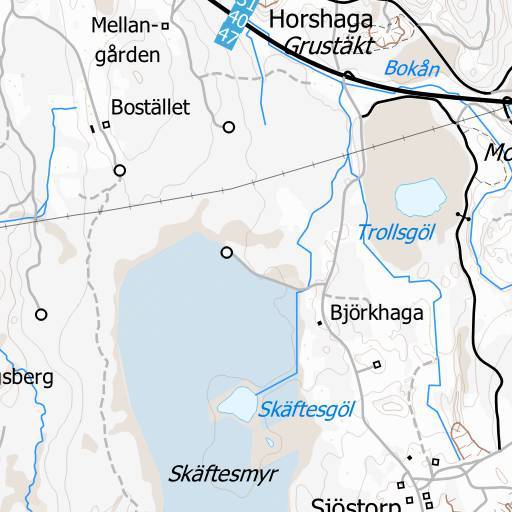 51
40
47
Horshaga
Grustäkt
Mellan-
gården
Bokån
Bostället
Trollsgöl
Björkhaga
Skäftesgöl
Skäftesmyr
Sjöstorp